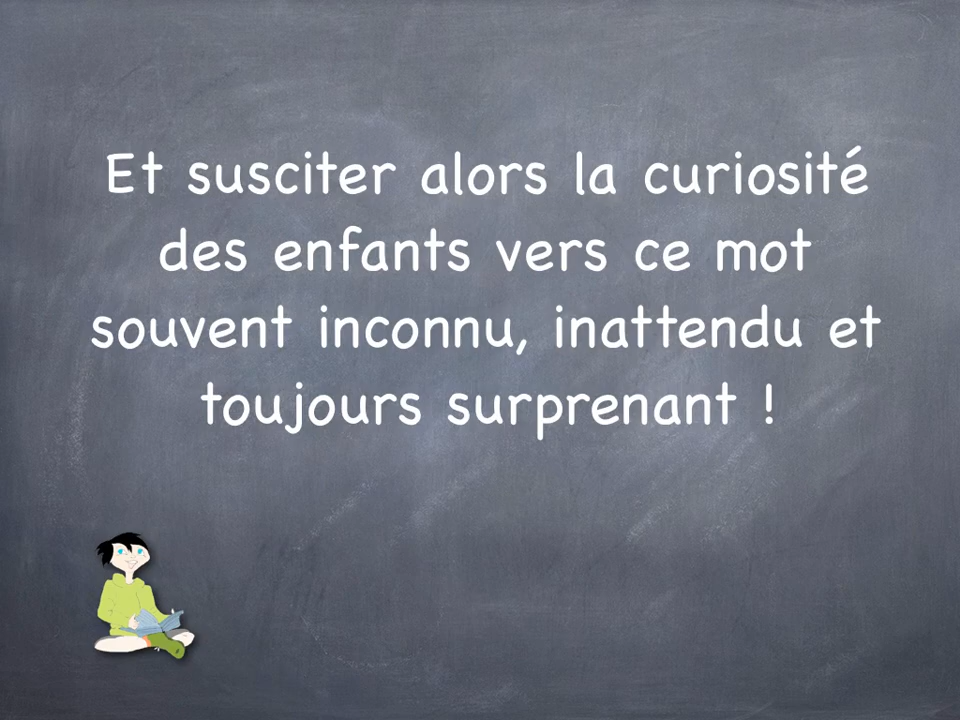 Et susciter alors la curiosité
des enfants vers ce mot
souvent inconnu, inattendu et
toujours surprenant !